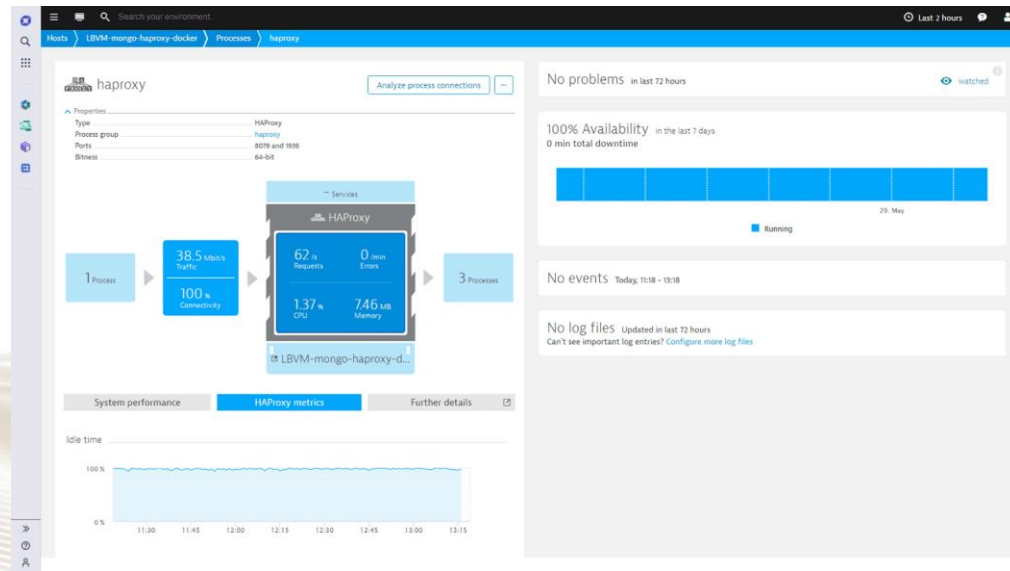 Search your environment.
Last 2 hours
Hosts
LBVM-mongo-haproxy-docker
Processes
haproxy
haproxy
Analyze process connections
...
Properties
Type HAProxy
Process group haproxy
Ports 8079 and 1936
Bitness 64-bit
– Services
HAProxy
1 Process
38.5 Mbit/s
Traffic
100 %
Connectivity
62 /s
Requests
0 /min
Errors
1.37 %
CPU
7.46 MB
Memory
3 Processes
LBVM-mongo-haproxy-d...
System performance
HAProxy metrics
Further details
Idle time
100 %
0 %
11:30 11:45 12:00 12:15 12:30 12:45 13:00 13:15
No problems in last 72 hours
watched
100% Availability in the last 7 days
0 min total downtime
29. May
Running
No events Today, 11:18 - 13:18
No log files Updated in last 72 hours
Can't see important log entries? Configure more log files